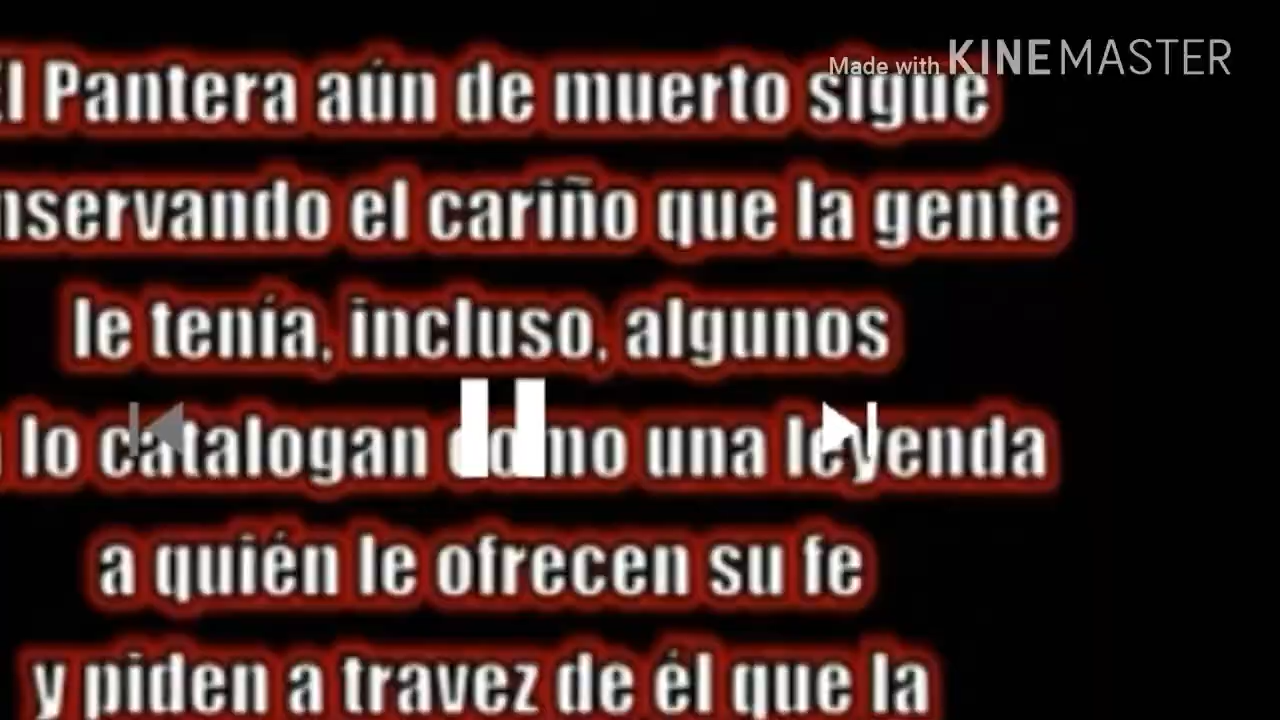 Made with KINEMASTER
El Pantera aún de muerto sigue
nservando el cariño que la gente
le tenía, incluso, algunos
lo catalogan como una leyenda
a quién le ofrecen su fe
y piden a travez de él que la